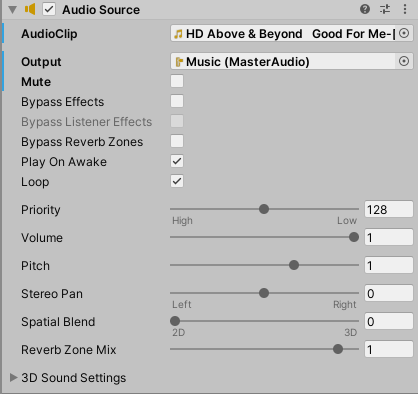 Audio Source
AudioClip HD Above & Beyond Good For Me-[
Output Music (MasterAudio)
Mute
Bypass Effects
Bypass Listener Effects
Bypass Reverb Zones
Play On Awake
Loop
Priority 128
High Low
Volume 1
Pitch 1
Stereo Pan 0
Left Right
Spatial Blend 0
2D 3D
Reverb Zone Mix 1
3D Sound Settings